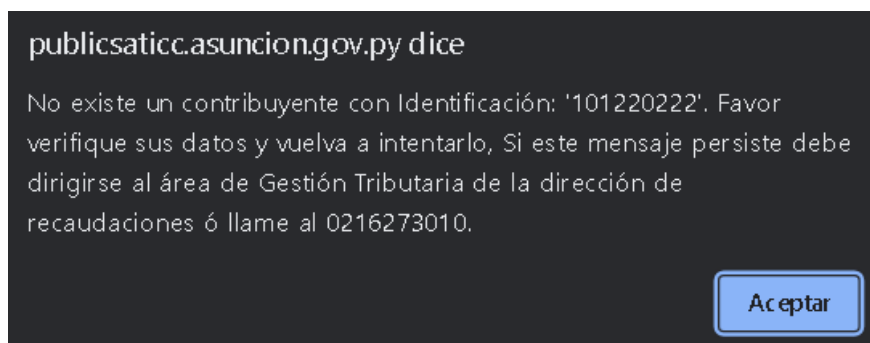 publicsaticc.asuncion.gov.py dice
No existe un contribuyente con Identificación: '101220222'. Favor
verifique sus datos y vuelva a intentarlo, Si este mensaje persiste debe
dirigirse al área de Gestión Tributaria de la dirección de
recaudaciones ó llame al 0216273010.
Aceptar